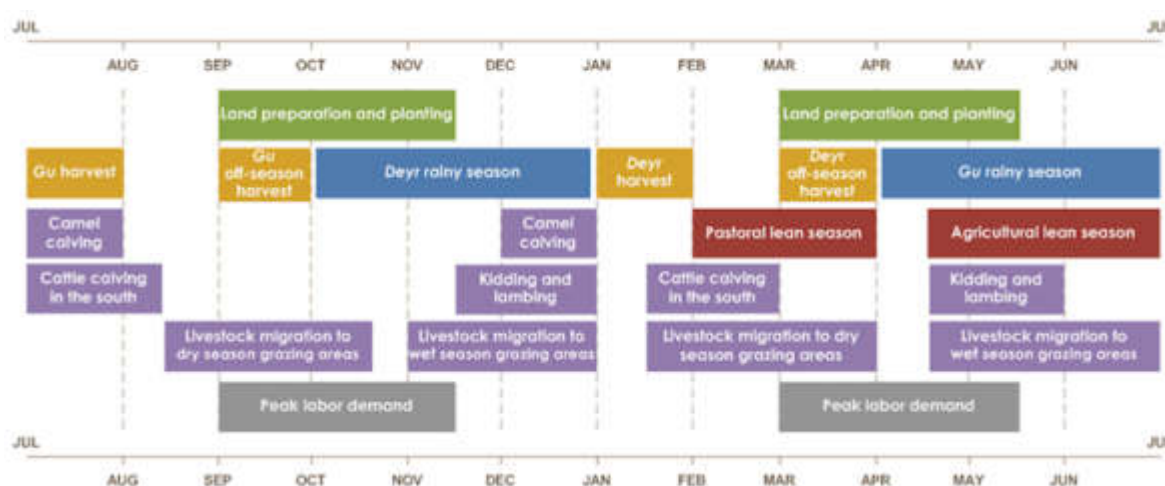 JUL JU
AUG SEP OCT NOV DEC JAN FEB MAR APR MAY JUN
Land preparation and planting
Land preparation and planting
Gu harvest
Gu
off-season
harvest
Deyr rainy season
Deyr
harvest
Deyr
off-season
harvest
Gu rainy season
Camel
calving
Camel
calving
Pastoral lean season
Agricultural lean season
Cattle calving
in the south
Kidding and
lambing
Cattle calving
in the south
Kidding and
lambing
Livestock migration to
dry season grazing areas
Livestock migration to
wet season grazing areas
Livestock migration to dry
season grazing areas
Livestock migration to
wet season grazing areas
Peak labor demand
Peak labor demand
JUL JU
AUG SEP OCT NOV DEC JAN FEB MAR APR MAY JUN